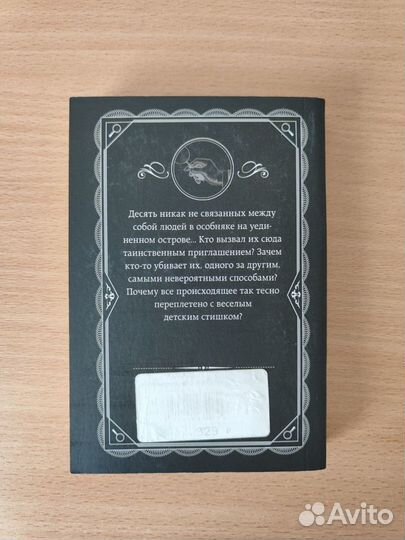 Десять никак не связанных между
собой людей в особняке на уеди-
ненном острове... Кто вызвал их сюда
таинственным приглашением? Зачем
кто-то убивает их, одного за другим,
самыми невероятными способами?
Почему все происходящее так тесно
переплетено с веселым
детским стишком?
329 ₽
Avito